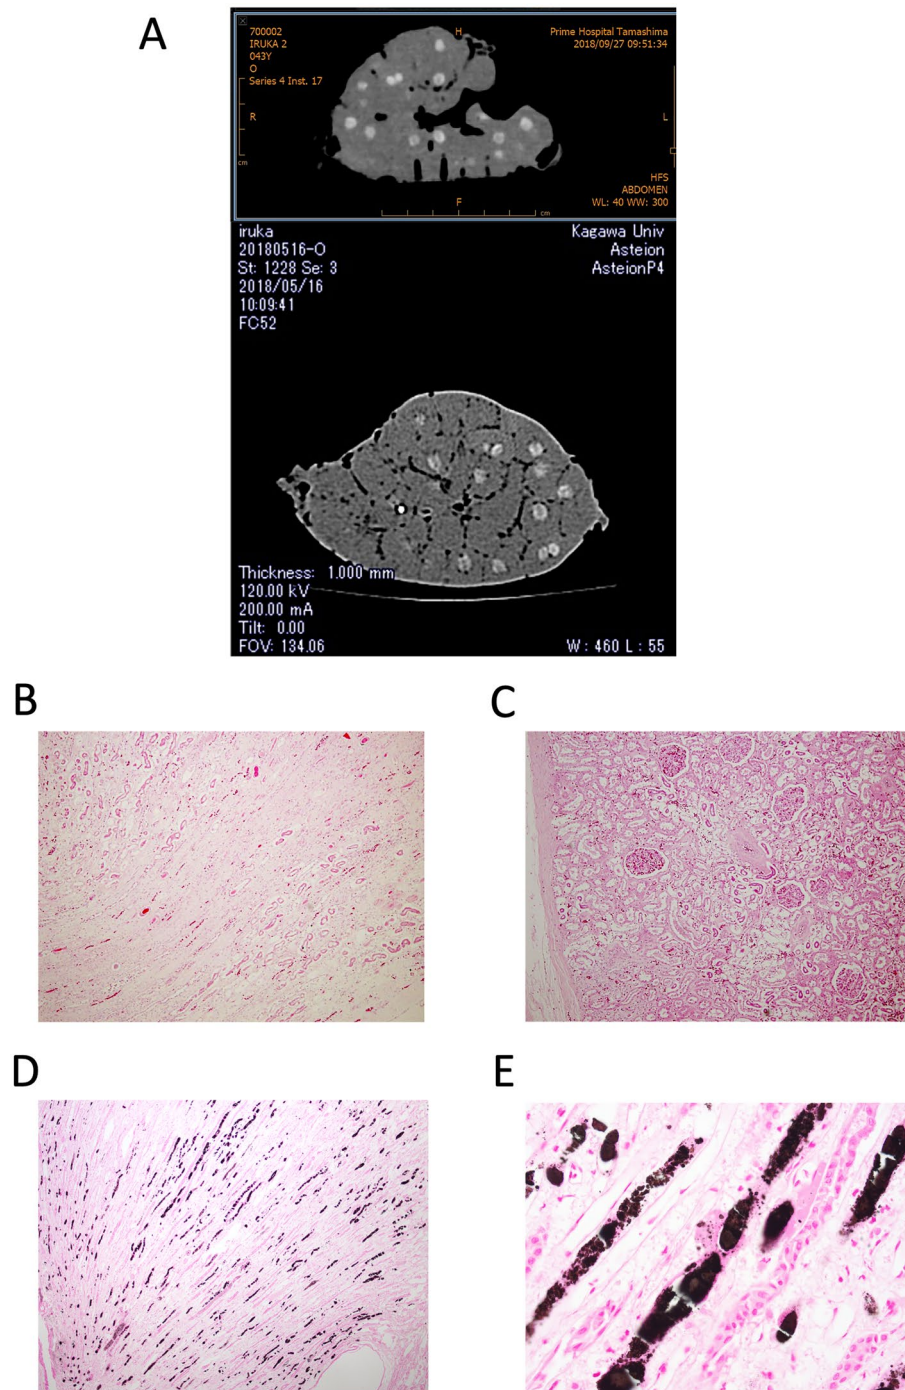 A
700002
IRUKA 2
043Y
O
Series 4 Inst. 17
H
Prime Hospital Tamashima
2018/09/27 09:51:34
R
L
cm
HFS
ABDOMEN
WL: 40 WW: 300
F
cm
iruka
20180516-O
St: 1228 Se: 3
2018/05/16
10:09:41
FC52
Kagawa Univ
Asteion
AsteionP4
Thickness: 1.000 mm
120.00 kV
200.00 mA
Tilt: 0.00
FOV: 134.06
W : 460 L : 55
B
C
D
E